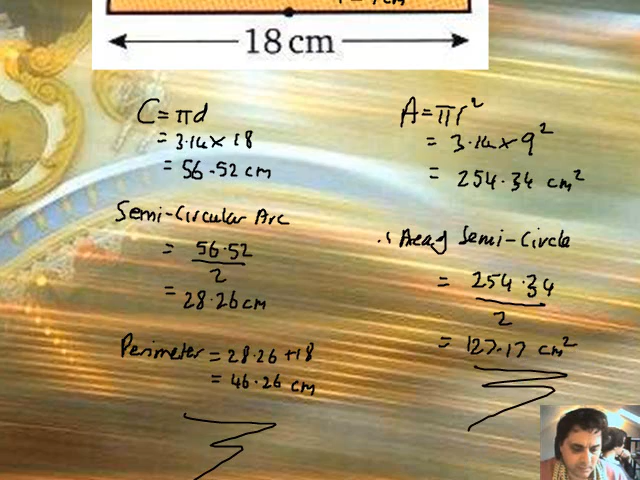 18 cm
C = πd
= 3.14 x 18
= 56.52 cm
Semi-Circular Arc
= 56.52
2
= 28.26 cm
Perimeter = 28.26 + 18
= 46.26 cm
A = πr²
= 3.14 x 9²
= 254.34 cm²
∴ Area of Semi-Circle
= 254.34
2
= 127.17 cm²